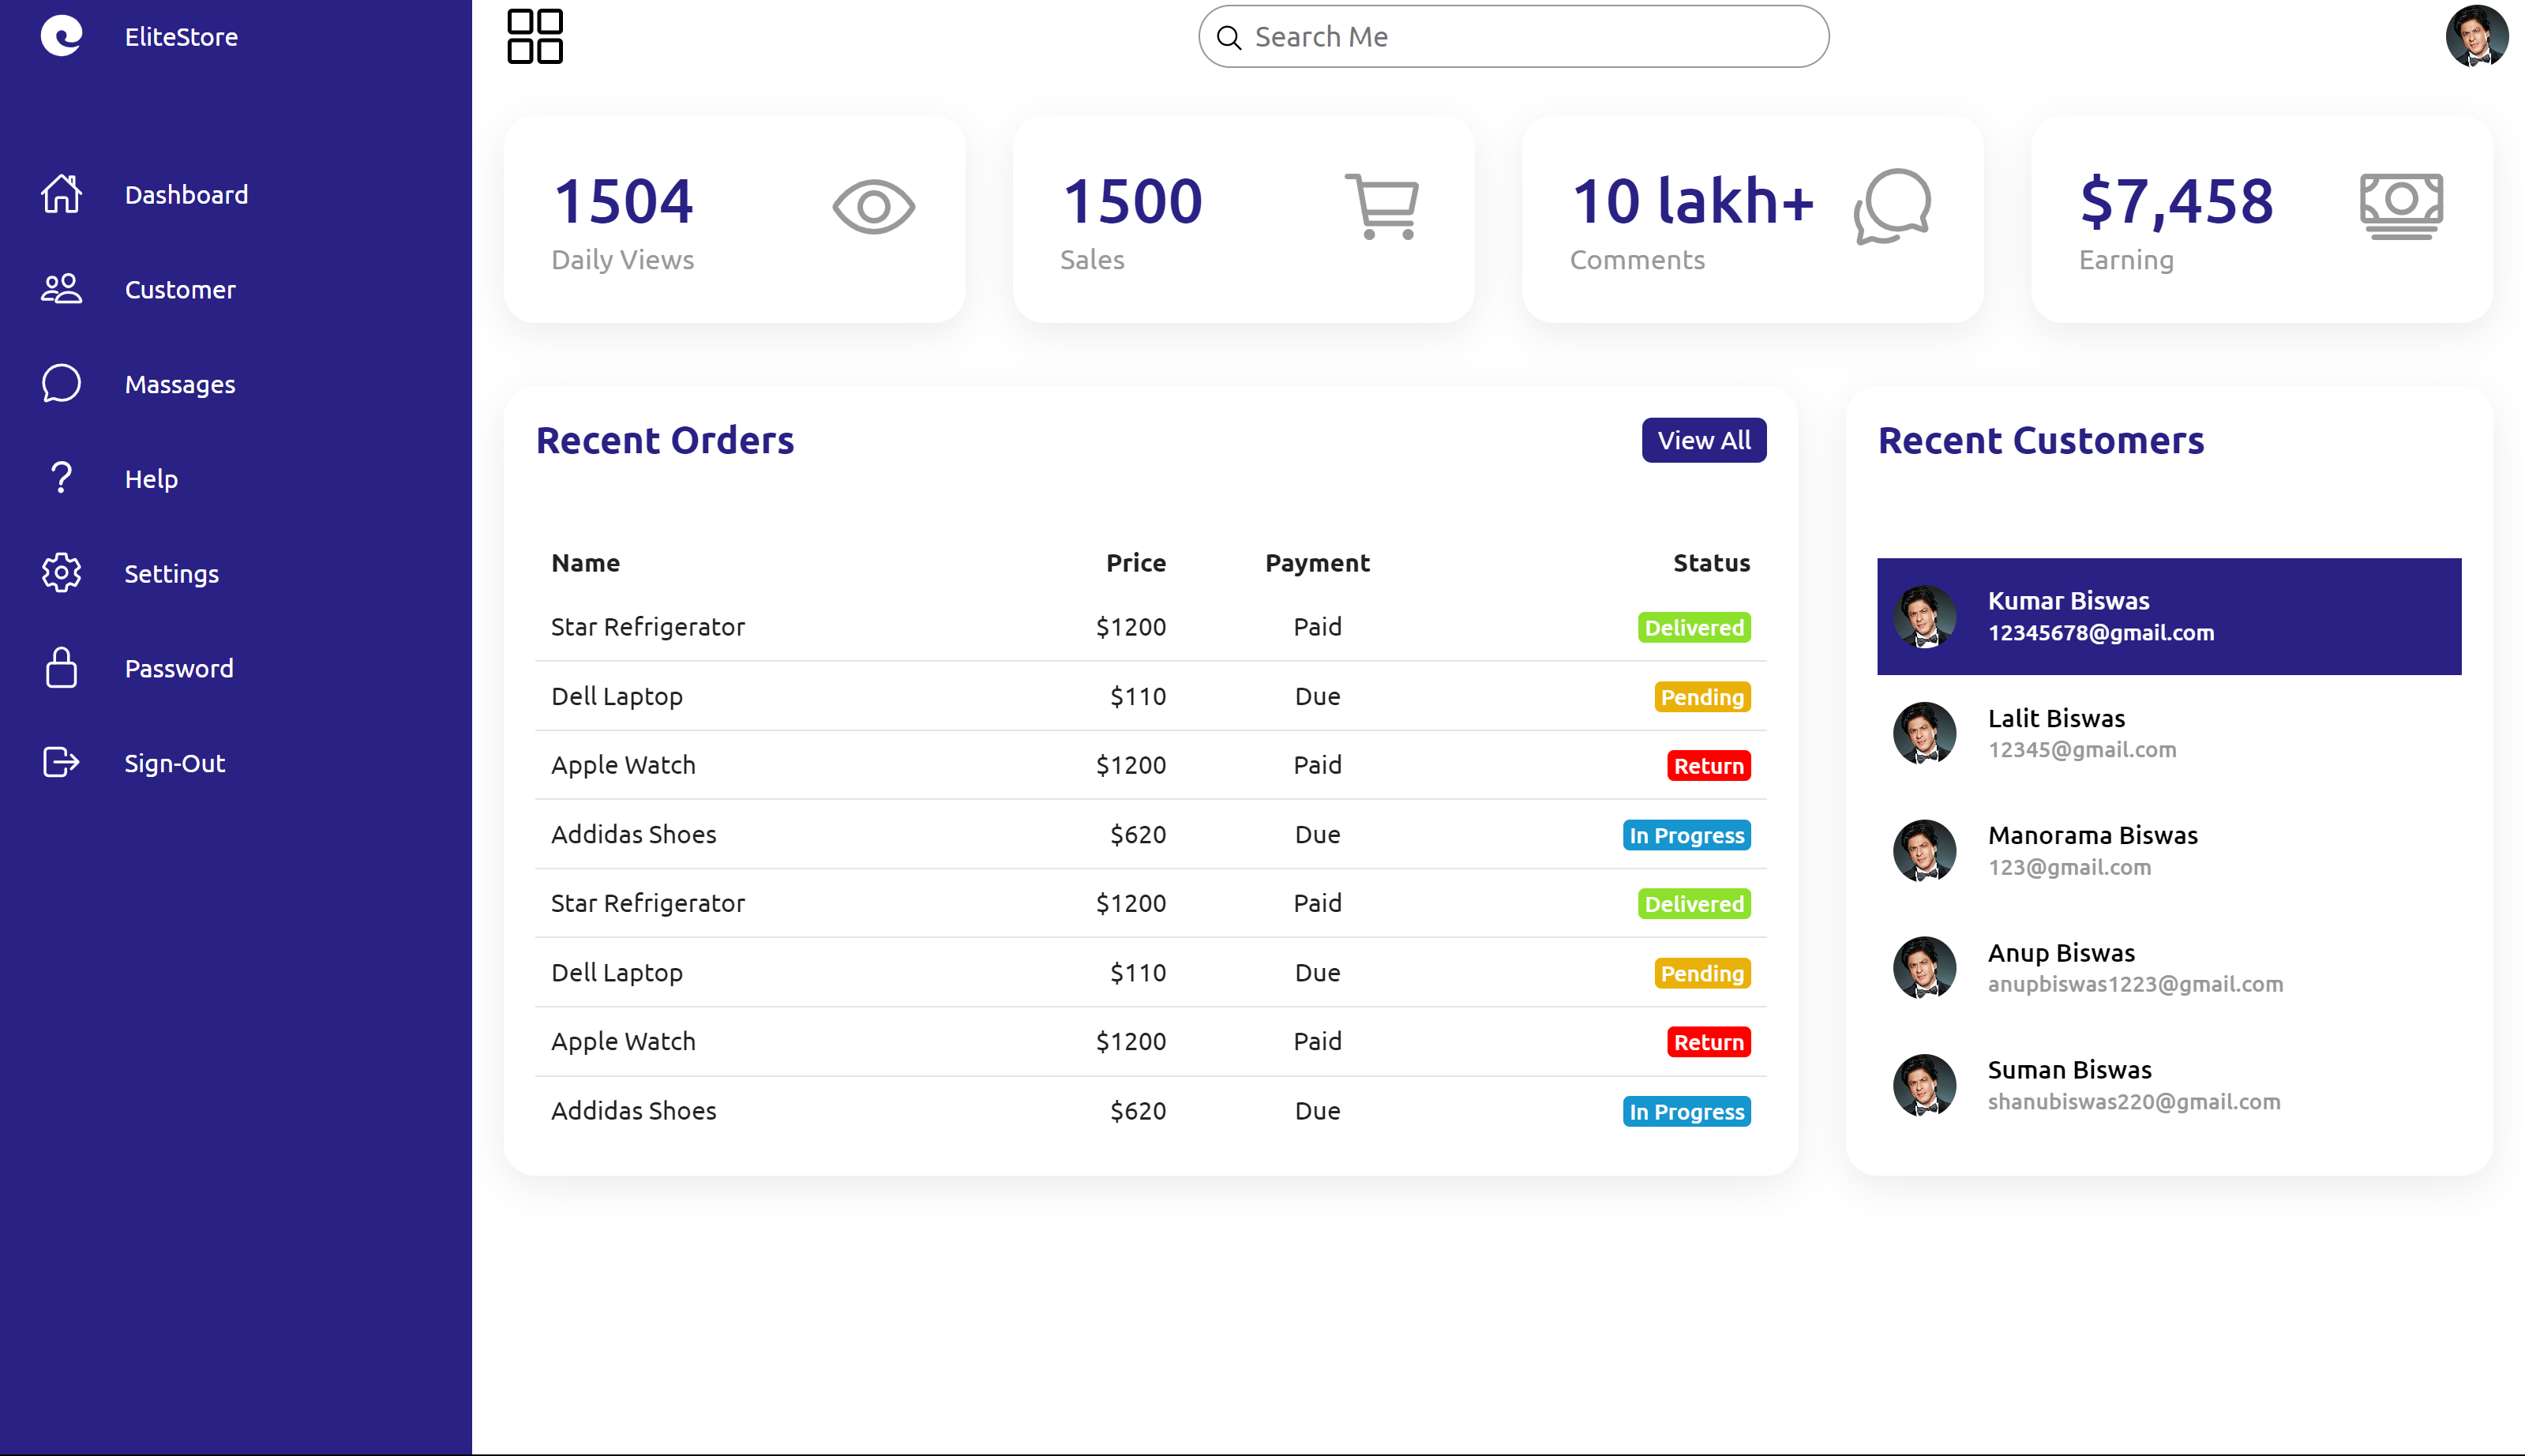 EliteStore
Dashboard
Customer
Massages
Help
Settings
Password
Sign-Out
Search Me
1504
Daily Views
1500
Sales
10 lakh+
Comments
$7,458
Earning
Recent Orders
View All
Name Price Payment Status
Star Refrigerator $1200 Paid Delivered
Dell Laptop $110 Due Pending
Apple Watch $1200 Paid Return
Addidas Shoes $620 Due In Progress
Star Refrigerator $1200 Paid Delivered
Dell Laptop $110 Due Pending
Apple Watch $1200 Paid Return
Addidas Shoes $620 Due In Progress
Recent Customers
Kumar Biswas
12345678@gmail.com
Lalit Biswas
12345@gmail.com
Manorama Biswas
123@gmail.com
Anup Biswas
anupbiswas1223@gmail.com
Suman Biswas
shanubiswas220@gmail.com